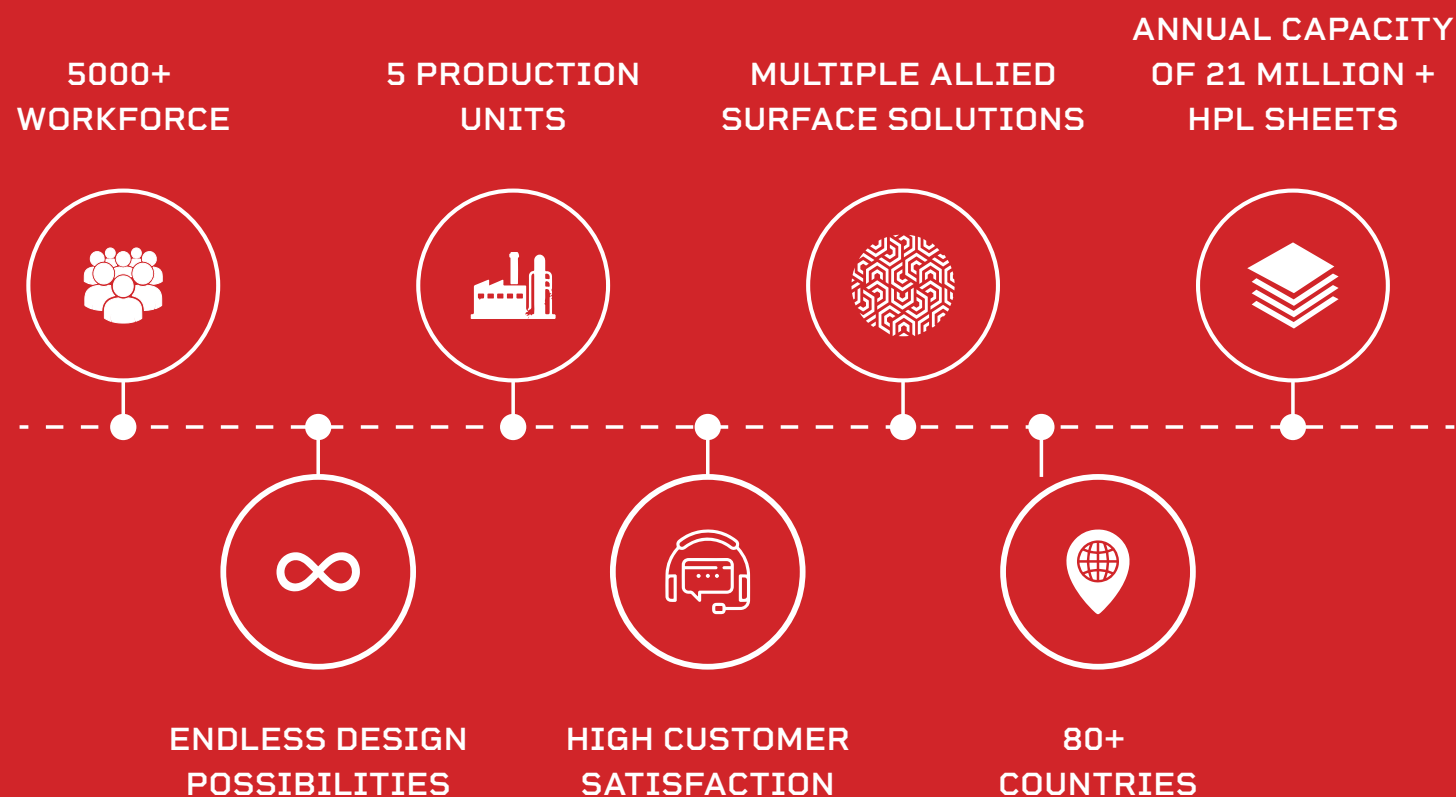 5000+
WORKFORCE
5 PRODUCTION
UNITS
MULTIPLE ALLIED
SURFACE SOLUTIONS
ANNUAL CAPACITY
OF 21 MILLION +
HPL SHEETS
ENDLESS DESIGN
POSSIBILITIES
HIGH CUSTOMER
SATISFACTION
80+
COUNTRIES